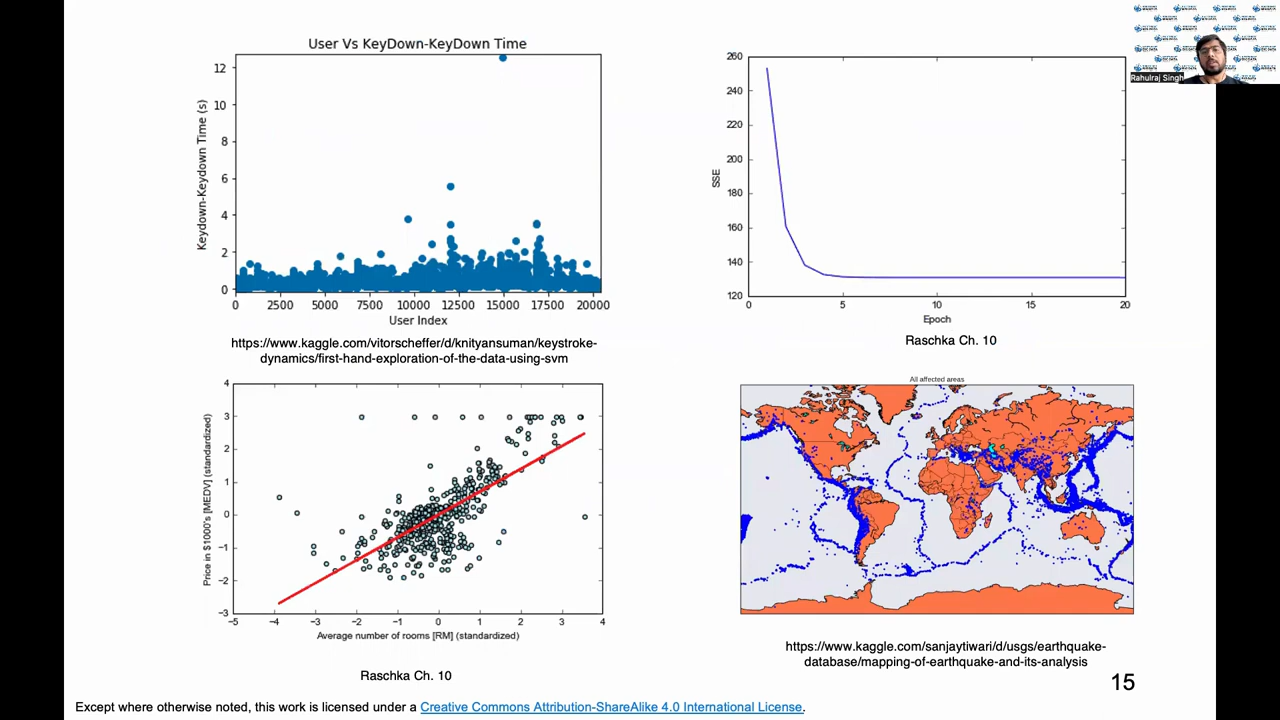 User Vs KeyDown-KeyDown Time
12
10
8
6
4
2
0
Keydown-Keydown Time (s)
0 2500 5000 7500 10000 12500 15000 17500 20000
User Index
https://www.kaggle.com/vitorscheffer/d/knityansuman/keystroke-
dynamics/first-hand-exploration-of-the-data-using-svm
260
240
220
200
180
160
140
120
SSE
0 5 10 15 20
Epoch
Raschka Ch. 10
Rahulraj Singh
4
3
2
1
0
−1
−2
−3
Price in $1000's [MEDV] (standardized)
−5 −4 −3 −2 −1 0 1 2 3 4
Average number of rooms [RM] (standardized)
Raschka Ch. 10
All affected areas
https://www.kaggle.com/sanjaytiwari/d/usgs/earthquake-
database/mapping-of-earthquake-and-its-analysis
15
Except where otherwise noted, this work is licensed under a Creative Commons Attribution-ShareAlike 4.0 International License.